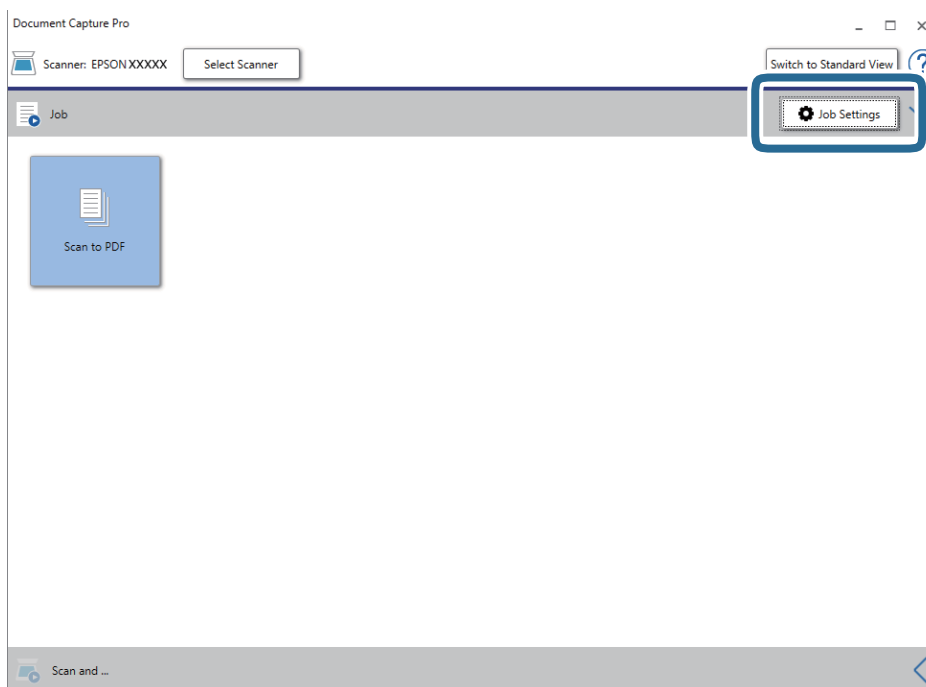 Document Capture Pro
Scanner: EPSON XXXXX
Select Scanner
Switch to Standard View
?
Job
Job Settings
Scan to PDF
Scan and ...